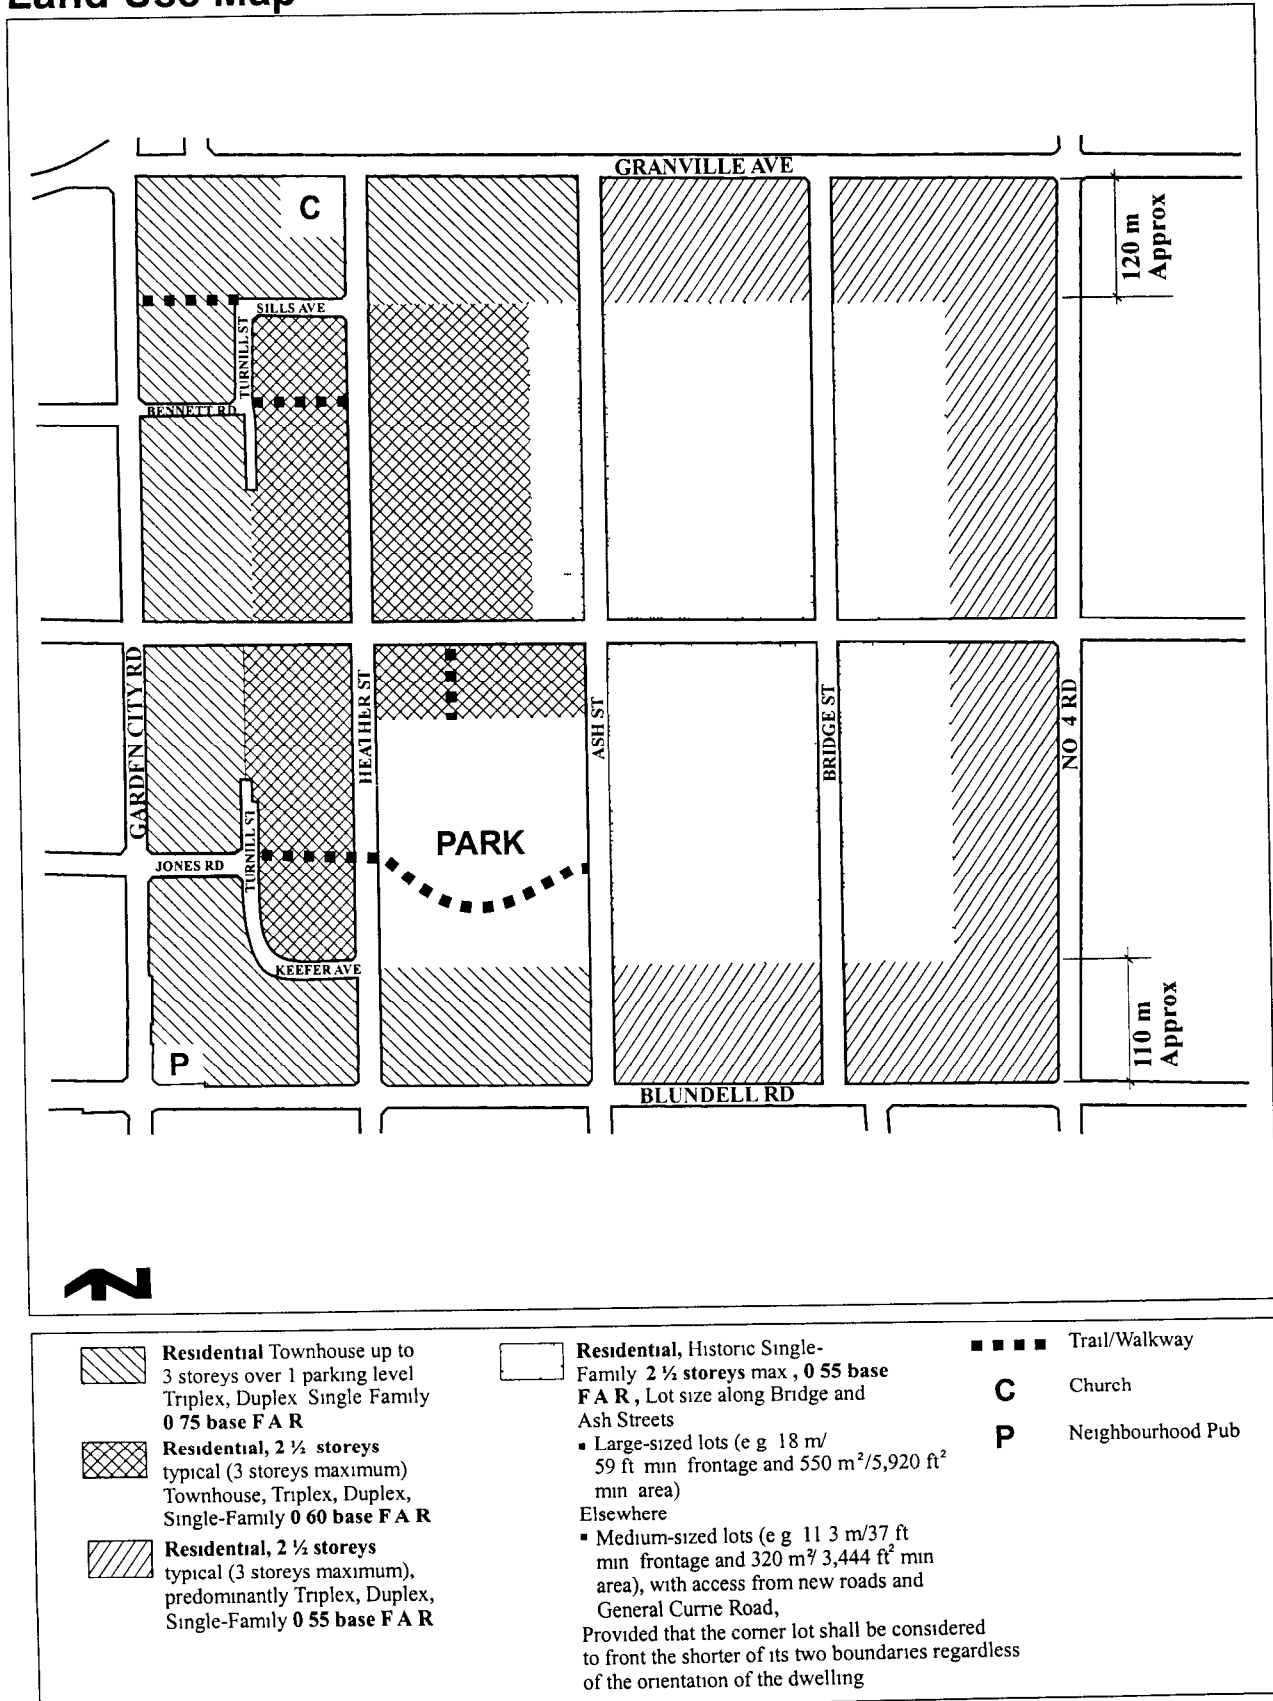 Land Use Map
GRANVILLE AVE
C
120 m
Approx
SILLS AVE
TURNILL ST
BENNETT RD
GARDEN CITY RD
HEATHER ST
ASH ST
BRIDGE ST
NO 4 RD
PARK
JONES RD
TURNILL ST
KEEFER AVE
110 m
Approx
P
BLUNDELL RD
N
Residential Townhouse up to
3 storeys over 1 parking level
Triplex, Duplex Single Family
0 75 base F A R
Residential, 2 ½ storeys
typical (3 storeys maximum)
Townhouse, Triplex, Duplex,
Single-Family 0 60 base F A R
Residential, 2 ½ storeys
typical (3 storeys maximum),
predominantly Triplex, Duplex,
Single-Family 0 55 base F A R
Residential, Historic Single-
Family 2 ½ storeys max , 0 55 base
F A R , Lot size along Bridge and
Ash Streets
▪ Large-sized lots (e g 18 m/
59 ft min frontage and 550 m²/5,920 ft²
min area)
Elsewhere
▪ Medium-sized lots (e g 11 3 m/37 ft
min frontage and 320 m²/ 3,444 ft² min
area), with access from new roads and
General Currie Road,
Provided that the corner lot shall be considered
to front the shorter of its two boundaries regardless
of the orientation of the dwelling
Trail/Walkway
C Church
P Neighbourhood Pub